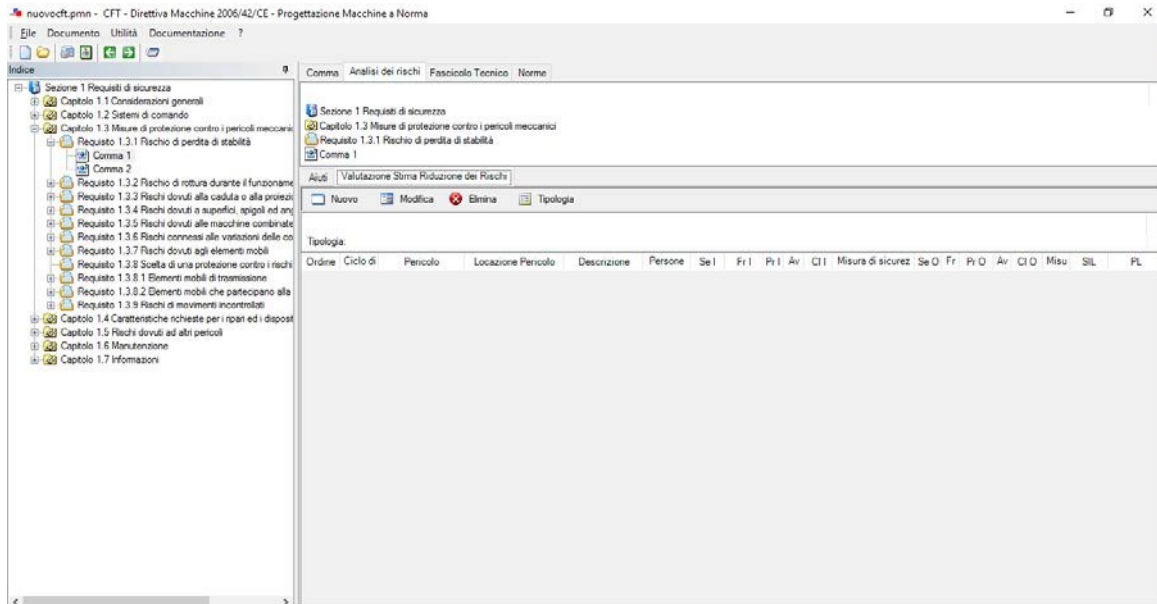 nuovocft.pmn - CFT - Direttiva Macchine 2006/42/CE - Progettazione Macchine a Norma
File Documento Utilità Documentazione ?
Indice
Sezione 1 Requisiti di sicurezza
Capitolo 1.1 Considerazioni generali
Capitolo 1.2 Sistemi di comando
Capitolo 1.3 Misure di protezione contro i pericoli meccanic
Requisito 1.3.1 Rischio di perdita di stabilità
Comma 1
Comma 2
Requisito 1.3.2 Rischio di rottura durante il funzioname
Requisito 1.3.3 Rischi dovuti alla caduta o alla proiezio
Requisito 1.3.4 Rischi dovuti a superfici, spigoli ed ang
Requisito 1.3.5 Rischi dovuti alle macchine combinate
Requisito 1.3.6 Rischi connessi alle variazioni delle co
Requisito 1.3.7 Rischi dovuti agli elementi mobili
Requisito 1.3.8 Scelta di una protezione contro i rischi
Requisito 1.3.8.1 Elementi mobili di trasmissione
Requisito 1.3.8.2 Elementi mobili che partecipano alla
Requisito 1.3.9 Rischi di movimenti incontrollati
Capitolo 1.4 Caratteristiche richieste per i ripari ed i disposit
Capitolo 1.5 Rischi dovuti ad altri pericoli
Capitolo 1.6 Manutenzione
Capitolo 1.7 Informazioni
Comma Analisi dei rischi Fascicolo Tecnico Norme
Sezione 1 Requisiti di sicurezza
Capitolo 1.3 Misure di protezione contro i pericoli meccanici
Requisito 1.3.1 Rischio di perdita di stabilità
Comma 1
Aiuti Valutazione Stima Riduzione dei Rischi
Nuovo Modifica Elimina Tipologia
Tipologia:
Ordine Ciclo di Pericolo Locazione Pericolo Descrizione Persone Se I Fr I Pr I Av Cl I Misura di sicurez Se O Fr Pr O Av Cl O Misu SIL PL